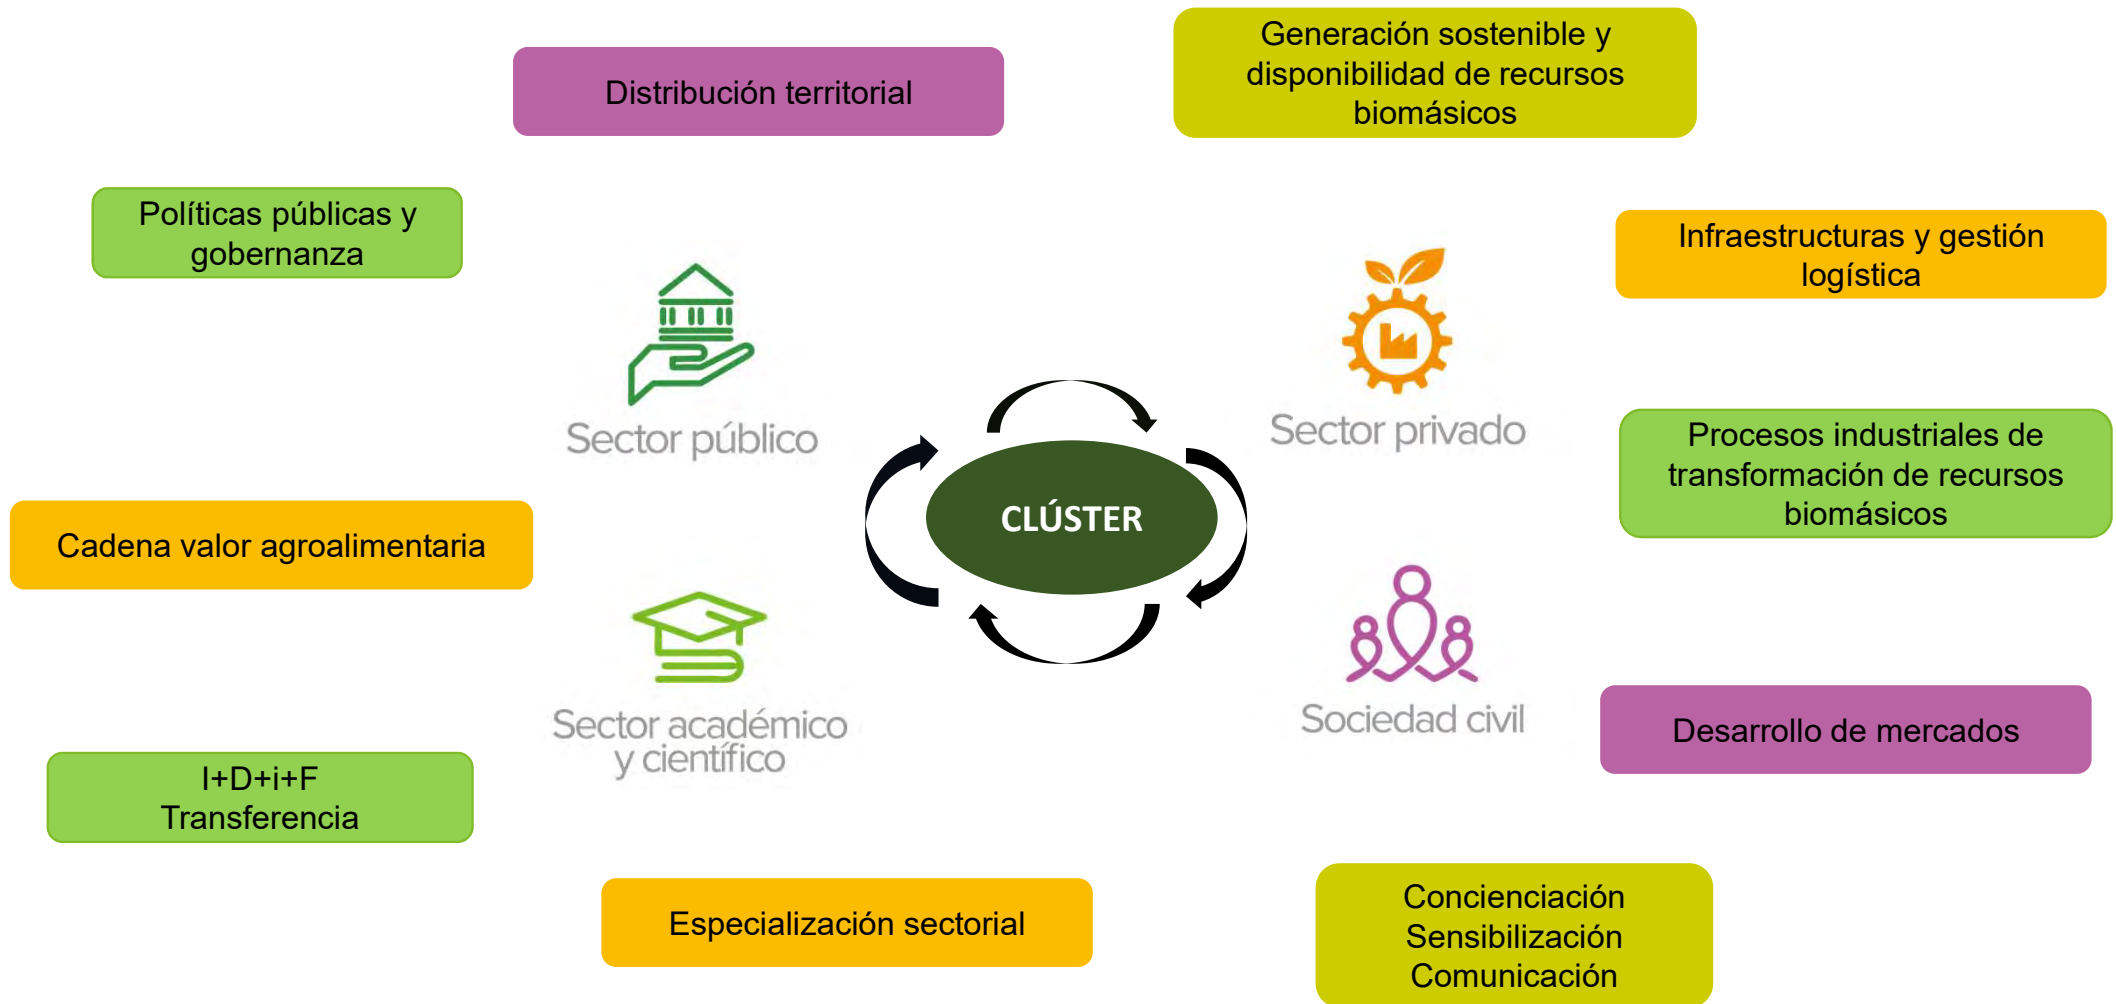 Generación sostenible y
disponibilidad de recursos
biomásicos
Distribución territorial
Políticas públicas y
gobernanza
Infraestructuras y gestión
logística
Sector público
Sector privado
Procesos industriales de
transformación de recursos
biomásicos
CLÚSTER
Cadena valor agroalimentaria
Sector académico
y científico
Sociedad civil
Desarrollo de mercados
I+D+i+F
Transferencia
Especialización sectorial
Concienciación
Sensibilización
Comunicación